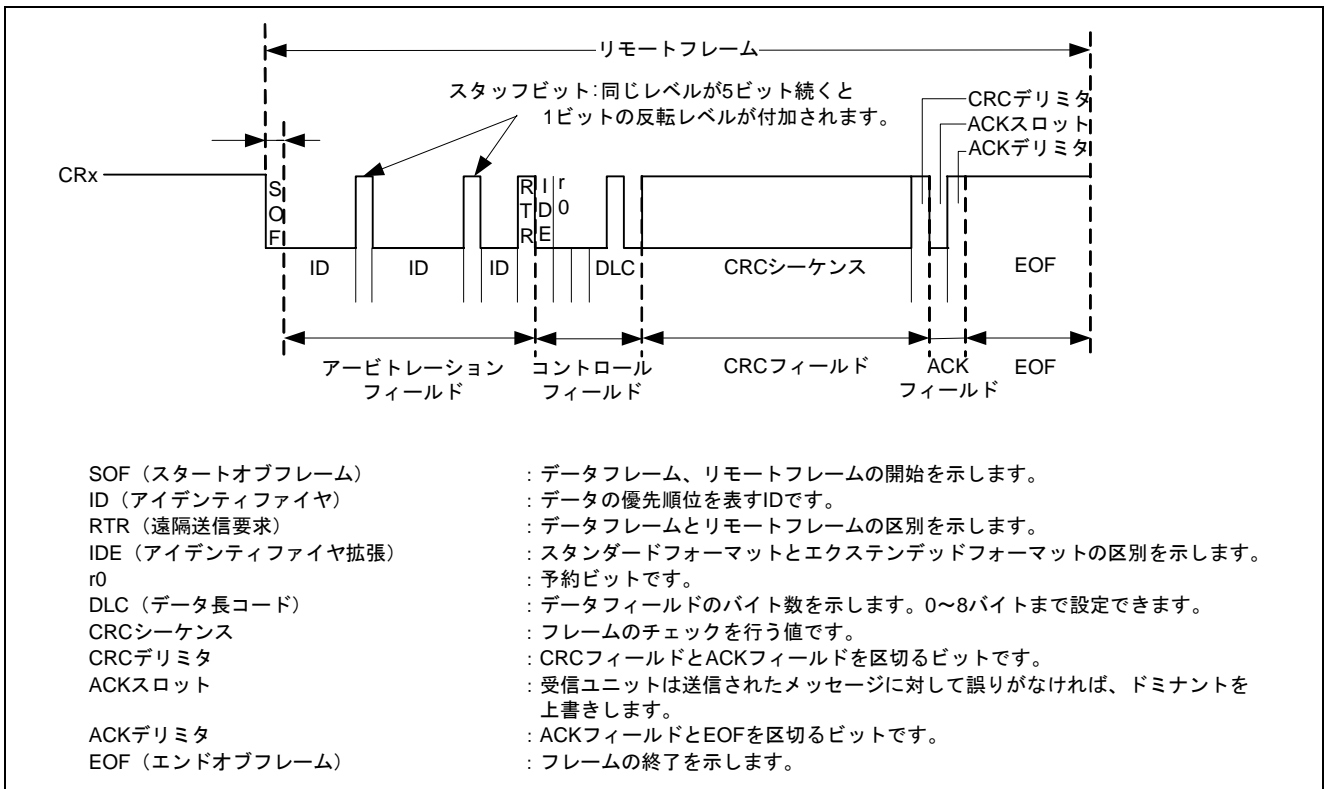 リモートフレーム
スタッフビット:同じレベルが5ビット続くと
1ビットの反転レベルが付加されます。
CRCデリミタ
ACKスロット
ACKデリミタ
CRx
SOF
RTR
IDE
r0
ID
ID
ID
DLC
CRCシーケンス
EOF
アービトレーション
フィールド
コントロール
フィールド
CRCフィールド
ACK
フィールド
EOF
SOF（スタートオブフレーム）：データフレーム、リモートフレームの開始を示します。
ID（アイデンティファイヤ）：データの優先順位を表すIDです。
RTR（遠隔送信要求）：データフレームとリモートフレームの区別を示します。
IDE（アイデンティファイヤ拡張）：スタンダードフォーマットとエクステンデッドフォーマットの区別を示します。
r0：予約ビットです。
DLC（データ長コード）：データフィールドのバイト数を示します。0～8バイトまで設定できます。
CRCシーケンス：フレームのチェックを行う値です。
CRCデリミタ：CRCフィールドとACKフィールドを区切るビットです。
ACKスロット：受信ユニットは送信されたメッセージに対して誤りがなければ、ドミナントを
上書きします。
ACKデリミタ：ACKフィールドとEOFを区切るビットです。
EOF（エンドオブフレーム）：フレームの終了を示します。